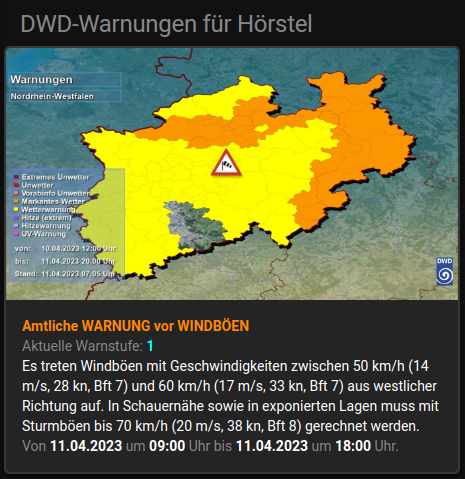 DWD-Warnungen für Hörstel
Warnungen
Nordrhein-Westfalen
Extremes Unwetter
Unwetter
Vorabinfo Unwetter
Markantes Wetter
Wetterwarnung
Hitze (extrem)
Hitzewarnung
UV-Warnung
von: 10.04.2023 12:00 Uhr
bis: 11.04.2023 20:00 Uhr
Stand: 11.04.2023 07:05 Uhr
DWD
Amtliche WARNUNG vor WINDBÖEN
Aktuelle Warnstufe: 1
Es treten Windböen mit Geschwindigkeiten zwischen 50 km/h (14
m/s, 28 kn, Bft 7) und 60 km/h (17 m/s, 33 kn, Bft 7) aus westlicher
Richtung auf. In Schauernähe sowie in exponierten Lagen muss mit
Sturmböen bis 70 km/h (20 m/s, 38 kn, Bft 8) gerechnet werden.
Von 11.04.2023 um 09:00 Uhr bis 11.04.2023 um 18:00 Uhr.